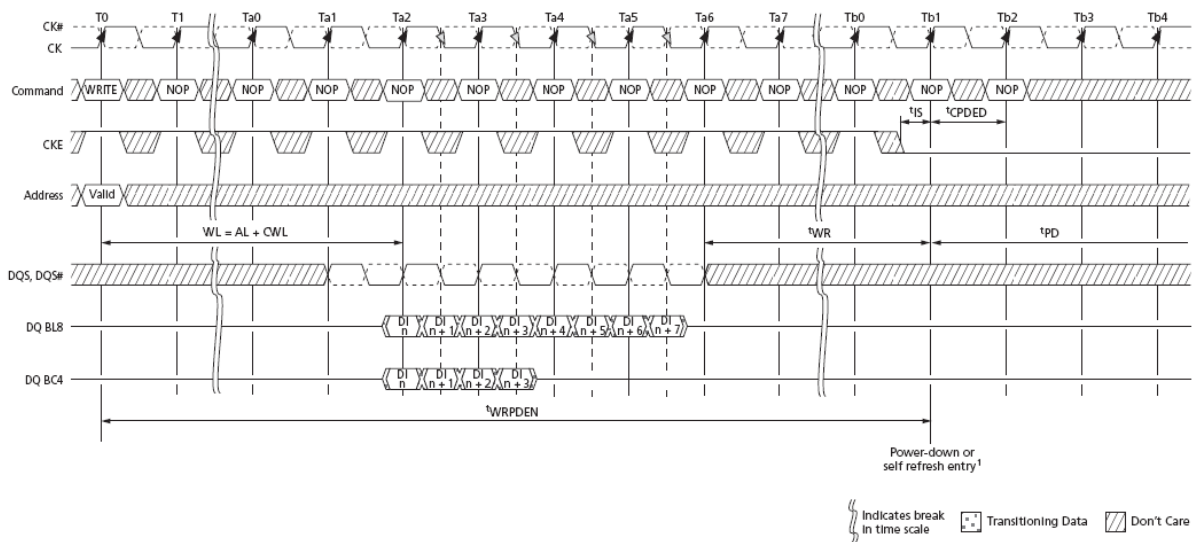 T0 T1 Ta0 Ta1 Ta2 Ta3 Ta4 Ta5 Ta6 Ta7 Tb0 Tb1 Tb2 Tb3 Tb4
CK#
CK
Command WRITE NOP NOP NOP NOP NOP NOP NOP NOP NOP NOP NOP NOP
tIS tCPDED
CKE
Address Valid
WL = AL + CWL tWR tPD
DQS, DQS#
DQ BL8 DI n DI n + 1 DI n + 2 DI n + 3 DI n + 4 DI n + 5 DI n + 6 DI n + 7
DQ BC4 DI n DI n + 1 DI n + 2 DI n + 3
tWRPDEN
Power-down or
self refresh entry1
Indicates break
in time scale
Transitioning Data
Don't Care